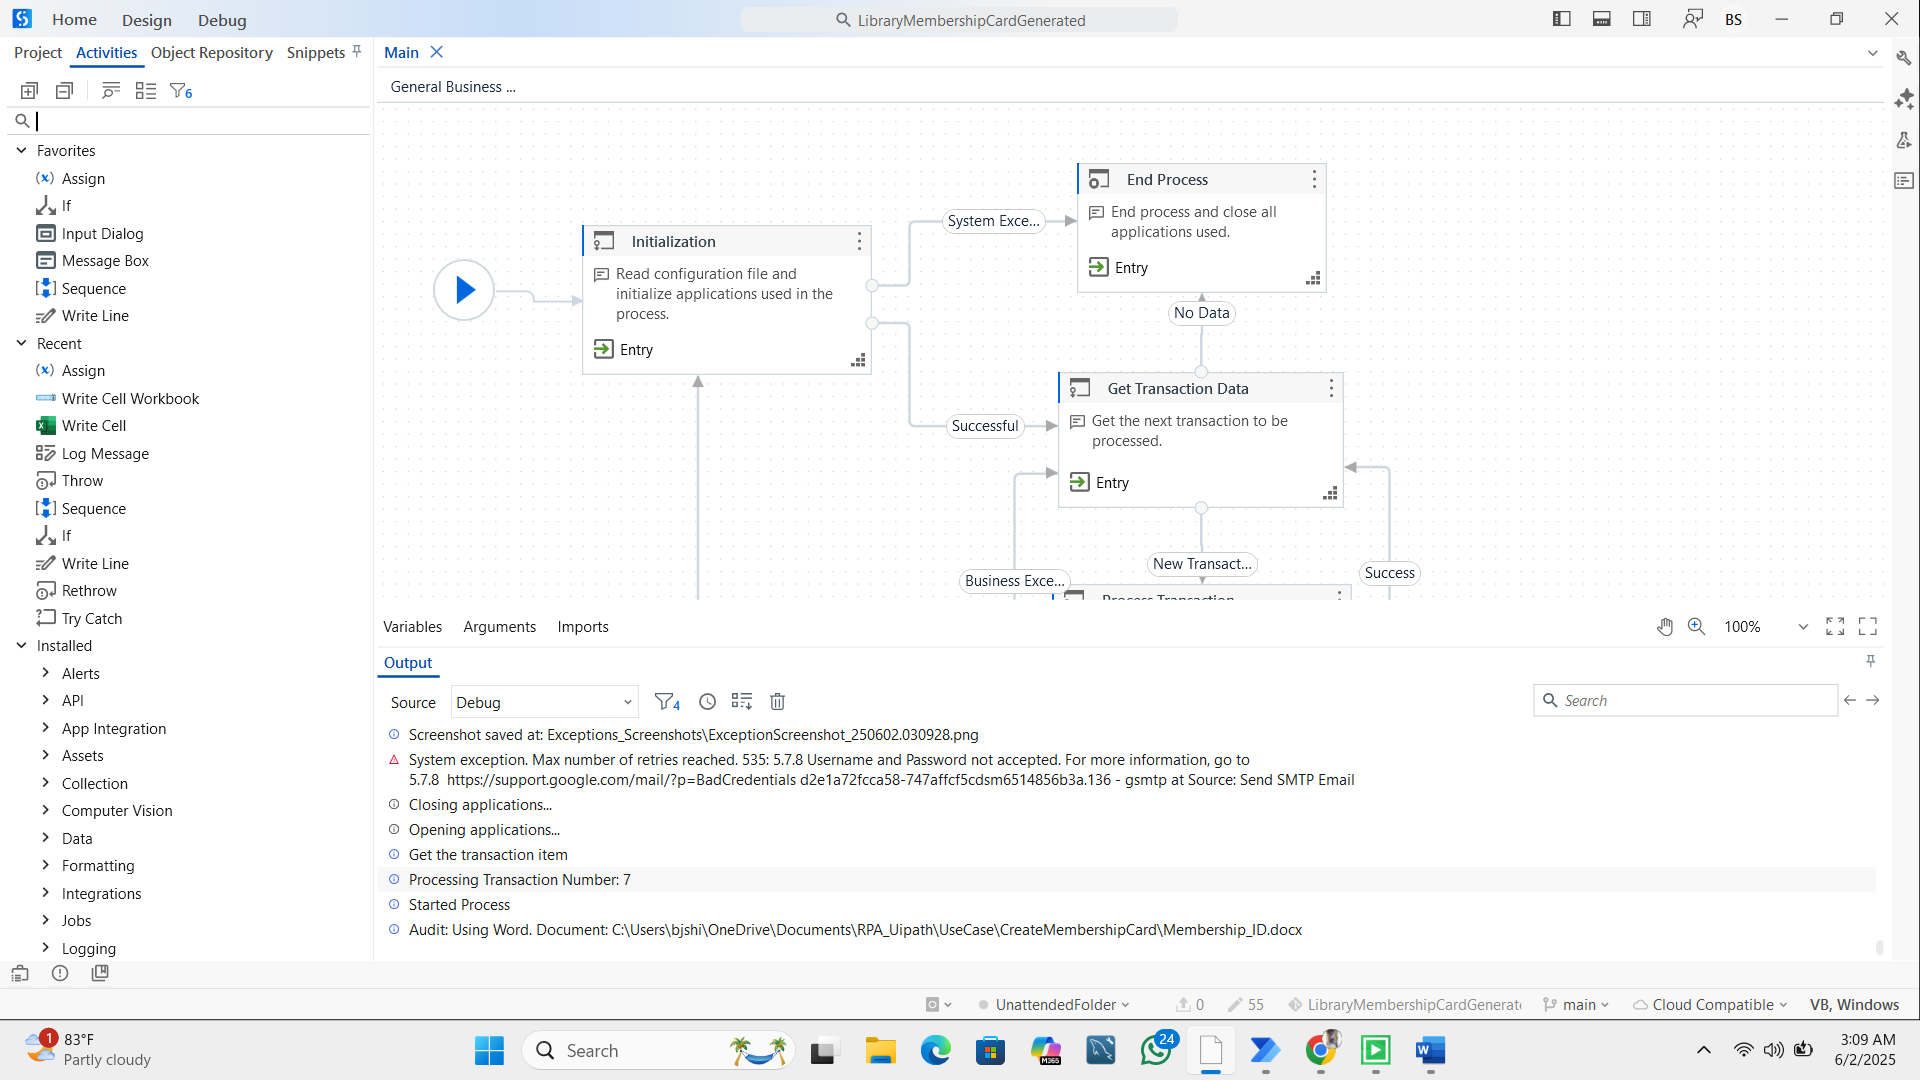 Home
Design
Debug
LibraryMembershipCardGenerated
BS
Project
Activities
Object Repository
Snippets
Main
6
General Business ...
Favorites
Assign
If
Input Dialog
Message Box
Sequence
Write Line
Recent
Assign
Write Cell Workbook
Write Cell
Log Message
Throw
Sequence
If
Write Line
Rethrow
Try Catch
Installed
Alerts
API
App Integration
Assets
Collection
Computer Vision
Data
Formatting
Integrations
Jobs
Logging
Initialization
Read configuration file and
initialize applications used in the
process.
Entry
System Exce...
Successful
End Process
End process and close all
applications used.
Entry
No Data
Get Transaction Data
Get the next transaction to be
processed.
Entry
New Transact...
Business Exce...
Success
Process Transaction
Variables
Arguments
Imports
100%
Output
Source
Debug
4
Search
Screenshot saved at: Exceptions_Screenshots\ExceptionScreenshot_250602.030928.png
System exception. Max number of retries reached. 535: 5.7.8 Username and Password not accepted. For more information, go to
5.7.8  https://support.google.com/mail/?p=BadCredentials d2e1a72fcca58-747affcf5cdsm6514856b3a.136 - gsmtp at Source: Send SMTP Email
Closing applications...
Opening applications...
Get the transaction item
Processing Transaction Number: 7
Started Process
Audit: Using Word. Document: C:\Users\bjshi\OneDrive\Documents\RPA_Uipath\UseCase\CreateMembershipCard\Membership_ID.docx
UnattendedFolder
0
55
LibraryMembershipCardGenerat
main
Cloud Compatible
VB, Windows
1
83°F
Partly cloudy
Search
M365
24
3:09 AM
6/2/2025